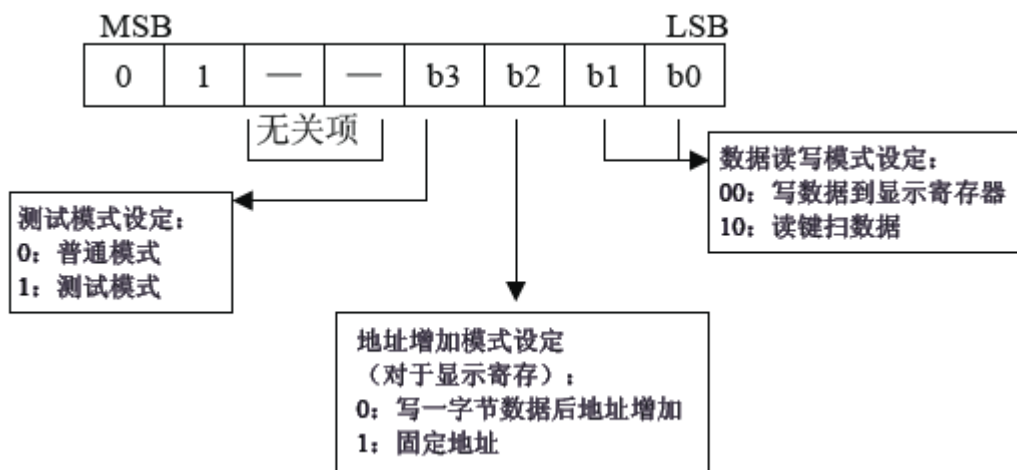 MSB LSB
0 1 — — b3 b2 b1 b0
无关项
数据读写模式设定：
00：写数据到显示寄存器
10：读键扫数据
测试模式设定：
0：普通模式
1：测试模式
地址增加模式设定
（对于显示寄存）：
0：写一字节数据后地址增加
1：固定地址